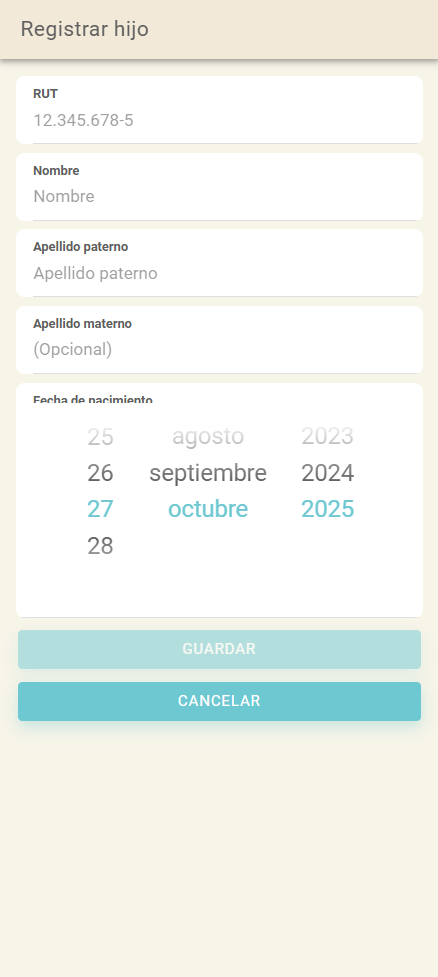 Registrar hijo
RUT
12.345.678-5
Nombre
Nombre
Apellido paterno
Apellido paterno
Apellido materno
(Opcional)
Fecha de nacimiento
25 agosto 2023
26 septiembre 2024
27 octubre 2025
28
GUARDAR
CANCELAR